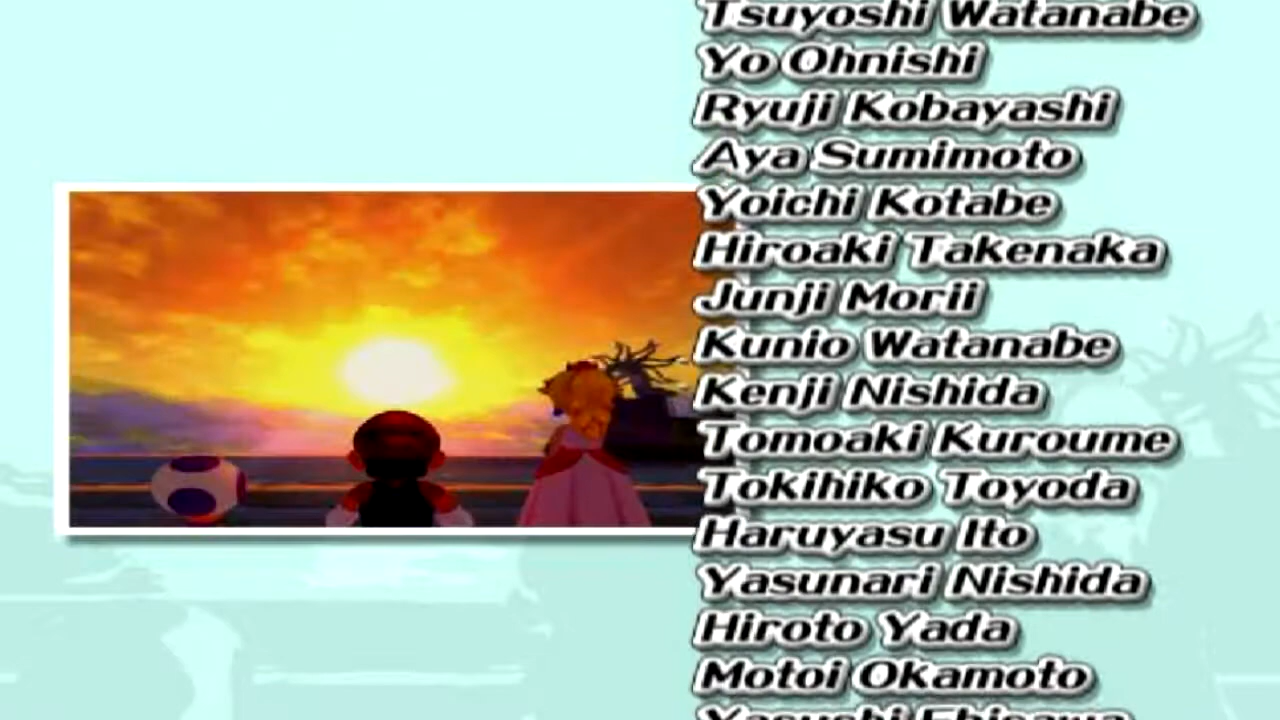 Tsuyoshi Watanabe
Yo Ohnishi
Ryuji Kobayashi
Aya Sumimoto
Yoichi Kotabe
Hiroaki Takenaka
Junji Morii
Kunio Watanabe
Kenji Nishida
Tomoaki Kuroume
Tokihiko Toyoda
Haruyasu Ito
Yasunari Nishida
Hiroto Yada
Motoi Okamoto